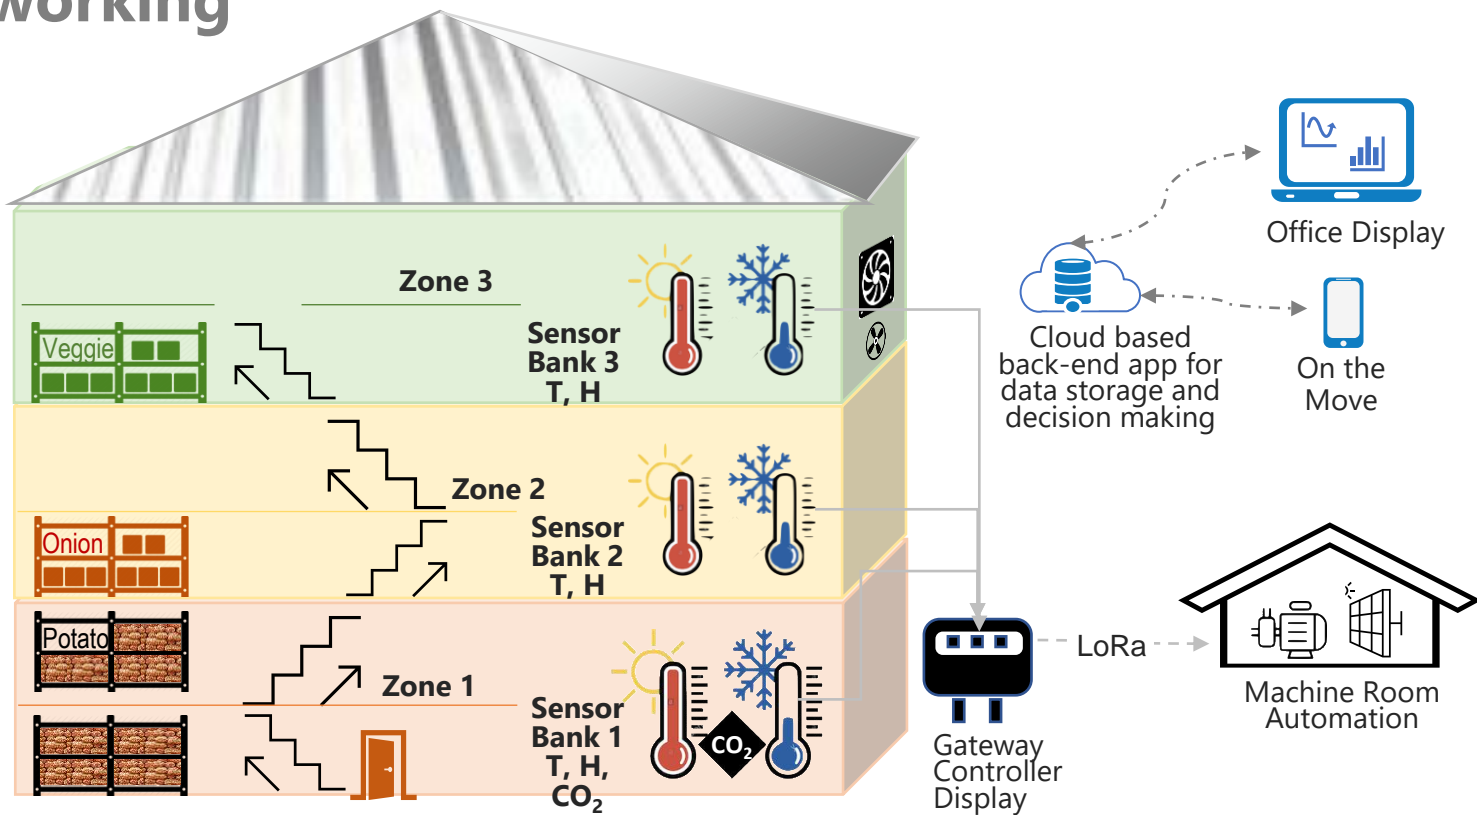 working
Zone 3
Veggie
Sensor
Bank 3
T, H
Zone 2
Onion
Sensor
Bank 2
T, H
Potato
Zone 1
Sensor
Bank 1
T, H,
CO2
CO2
Office Display
Cloud based
back-end app for
data storage and
decision making
On the
Move
LoRa
Gateway
Controller
Display
Machine Room
Automation